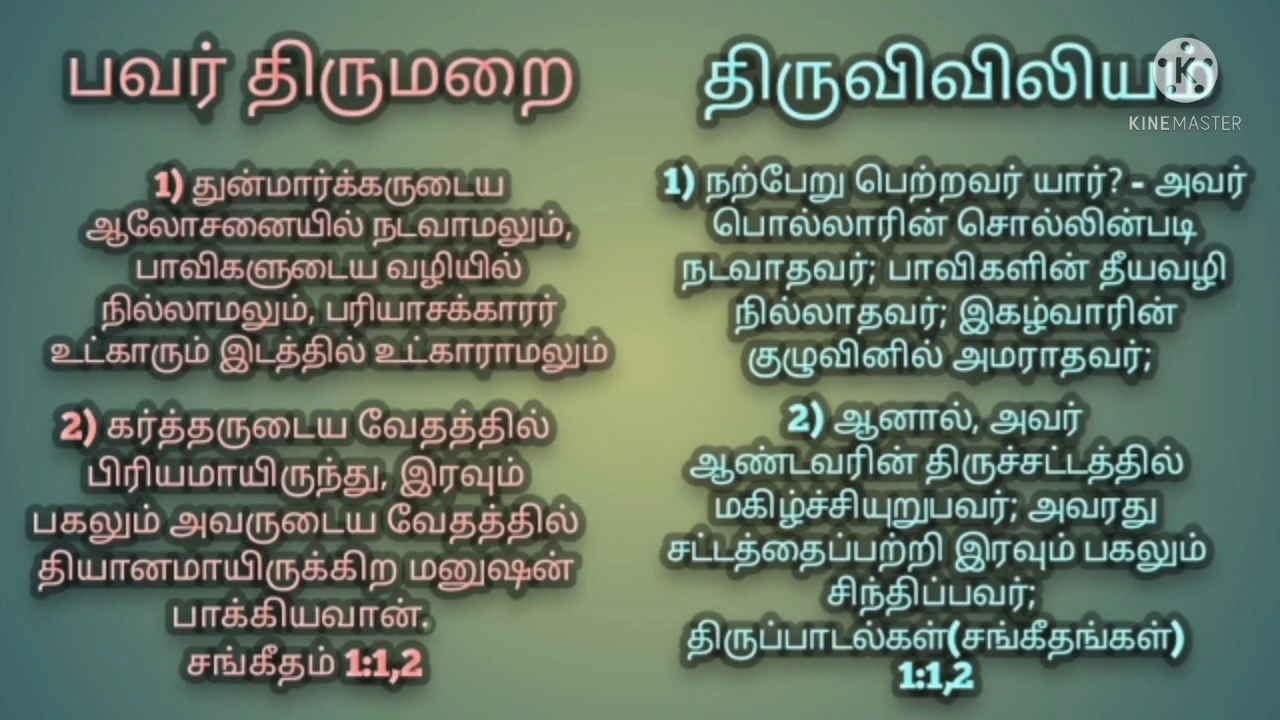 பவர் திருமறை
1) துன்மார்க்கருடைய
ஆலோசனையில் நடவாமலும்,
பாவிகளுடைய வழியில்
நில்லாமலும், பரியாசக்காரர்
உட்காரும் இடத்தில் உட்காராமலும்
2) கர்த்தருடைய வேதத்தில்
பிரியமாயிருந்து, இரவும்
பகலும் அவருடைய வேதத்தில்
தியானமாயிருக்கிற மனுஷன்
பாக்கியவான்.
சங்கீதம் 1:1,2
திருவிவிலியம்
KINEMASTER
1) நற்பேறு பெற்றவர் யார்? - அவர்
பொல்லாரின் சொல்லின்படி
நடவாதவர்; பாவிகளின் தீயவழி
நில்லாதவர்; இகழ்வாரின்
குழுவினில் அமராதவர்;
2) ஆனால், அவர்
ஆண்டவரின் திருச்சட்டத்தில்
மகிழ்ச்சியுறுபவர்; அவரது
சட்டத்தைப்பற்றி இரவும் பகலும்
சிந்திப்பவர்;
திருப்பாடல்கள்(சங்கீதங்கள்)
1:1,2